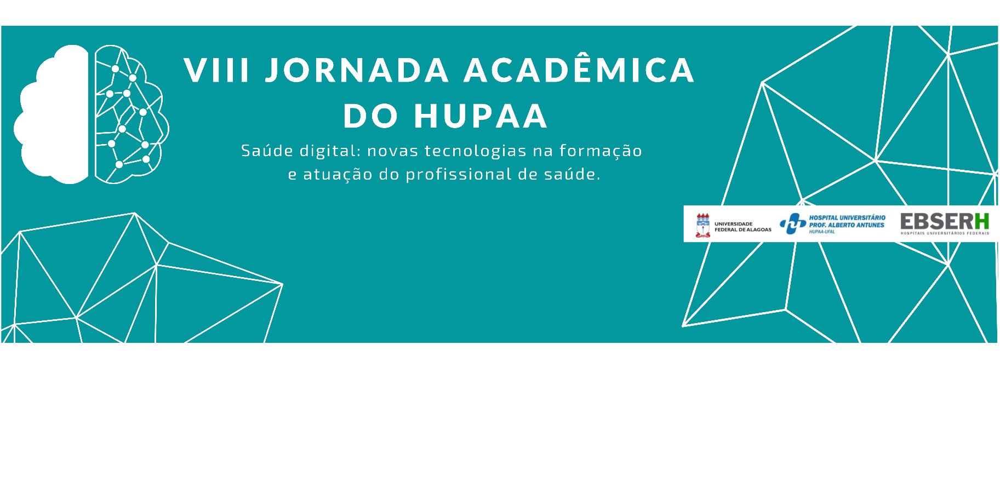 VIII JORNADA ACADÊMICA
DO HUPAA
Saúde digital: novas tecnologias na formação
e atuação do profissional de saúde.
UNIVERSIDADE
FEDERAL DE ALAGOAS
HOSPITAL UNIVERSITÁRIO
PROF. ALBERTO ANTUNES
HUPAA-UFAL
EBSERH
HOSPITAIS UNIVERSITÁRIOS FEDERAIS